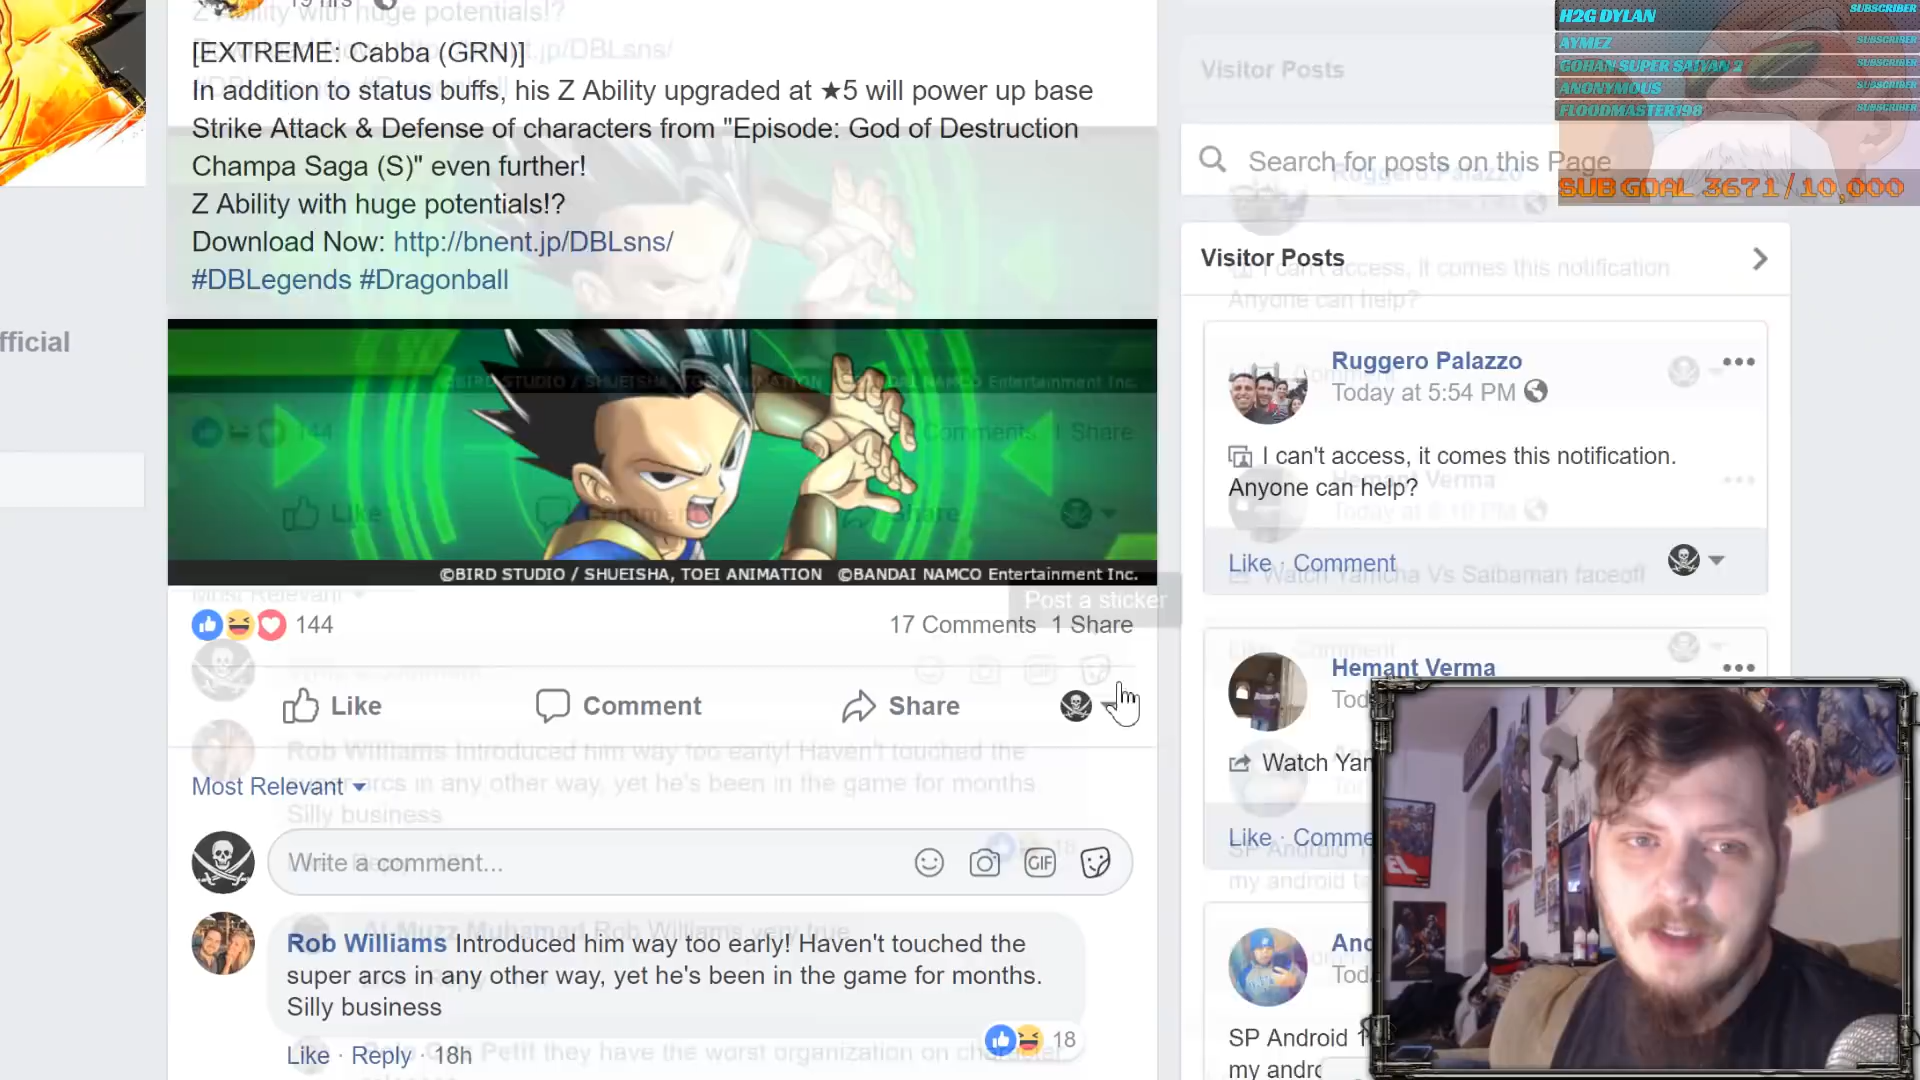 19 hrs
[EXTREME: Cabba (GRN)]
In addition to status buffs, his Z Ability upgraded at ★5 will power up base
Strike Attack & Defense of characters from "Episode: God of Destruction
Champa Saga (S)" even further!
Z Ability with huge potentials!?
Download Now: http://bnent.jp/DBLsns/
#DBLegends #Dragonball
©BIRD STUDIO / SHUEISHA, TOEI ANIMATION ©BANDAI NAMCO Entertainment Inc.
Post a sticker
144
17 Comments 1 Share
Like
Comment
Share
Most Relevant
Write a comment...
GIF
Rob Williams Introduced him way too early! Haven't touched the
super arcs in any other way, yet he's been in the game for months.
Silly business
18
Like · Reply · 18h
fficial
Visitor Posts
Search for posts on this Page
Visitor Posts
Ruggero Palazzo
Today at 5:54 PM
I can't access, it comes this notification.
Anyone can help?
Like · Comment
Hemant Verma
Tod
Watch Yam
Like · Comme
And
Tod
SP Android 1
my andro
H2G DYLAN SUBSCRIBER
AYMEZ SUBSCRIBER
GOHAN SUPER SAIYAN 2 SUBSCRIBER
ANONYMOUS SUBSCRIBER
FLOODMASTER198 SUBSCRIBER
SUB GOAL 3671/10,000